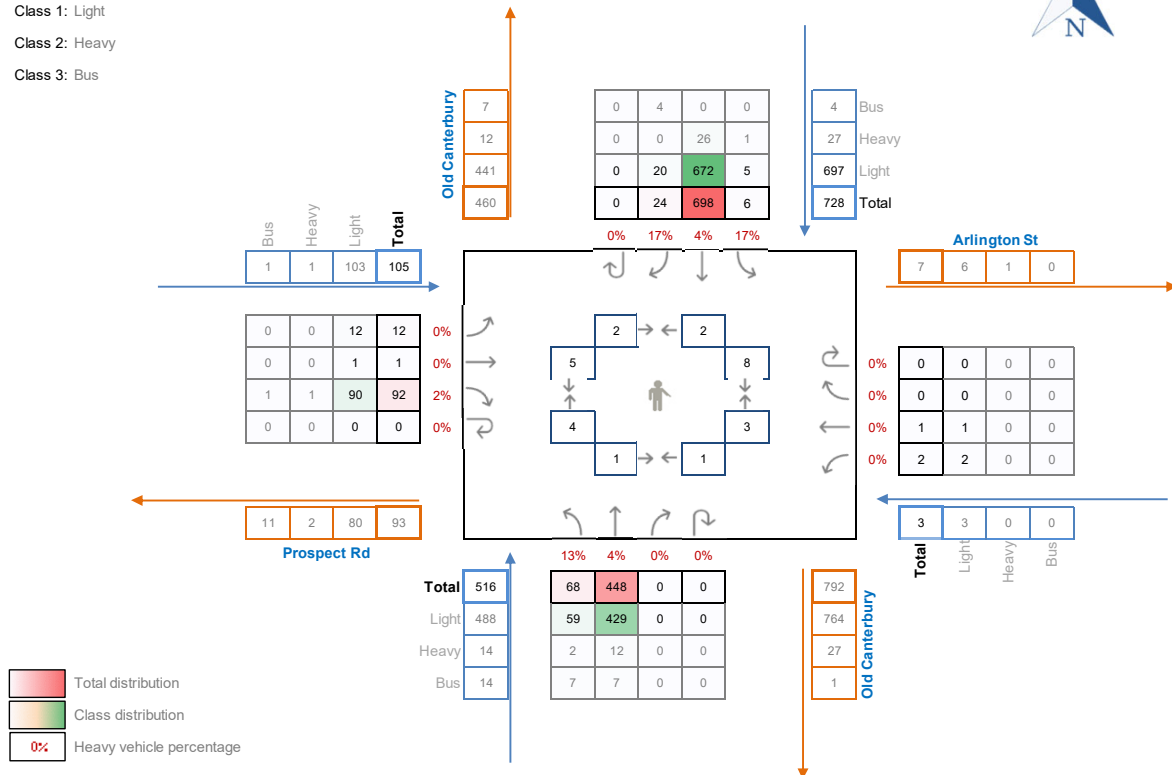 Class 1: Light
Class 2: Heavy
Class 3: Bus
N
Old Canterbury
7
12
441
460
0 4 0 0
0 0 26 1
0 20 672 5
0 24 698 6
0% 17% 4% 17%
4 Bus
27 Heavy
697 Light
728 Total
Bus Heavy Light Total
1 1 103 105
Arlington St
7 6 1 0
0 0 12 12 0%
0 0 1 1 0%
1 1 90 92 2%
0 0 0 0 0%
2 2
5 8
4 3
1 1
0% 0 0 0 0
0% 0 0 0 0
0% 1 1 0 0
0% 2 2 0 0
11 2 80 93
Prospect Rd
3 3 0 0
Total Light Heavy Bus
13% 4% 0% 0%
Total 516
Light 488
Heavy 14
Bus 14
68 448 0 0
59 429 0 0
2 12 0 0
7 7 0 0
792
764
27
1
Old Canterbury
Total distribution
Class distribution
0% Heavy vehicle percentage